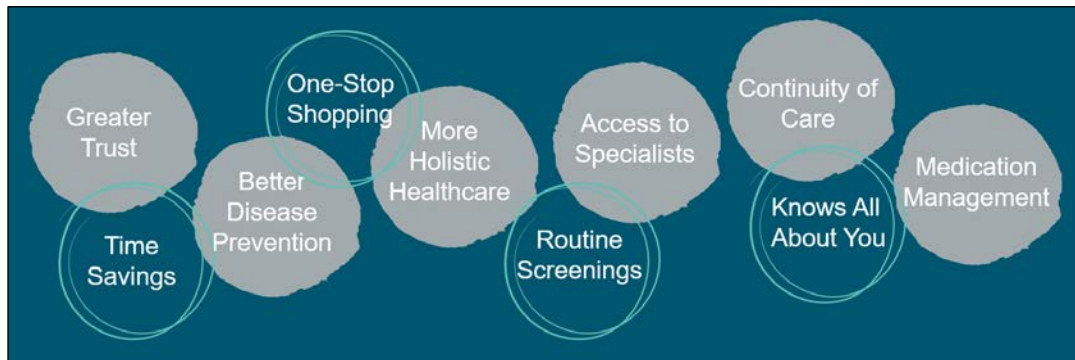 Greater
Trust
Time
Savings
Better
Disease
Prevention
One-Stop
Shopping
More
Holistic
Healthcare
Routine
Screenings
Access to
Specialists
Continuity of
Care
Knows All
About You
Medication
Management